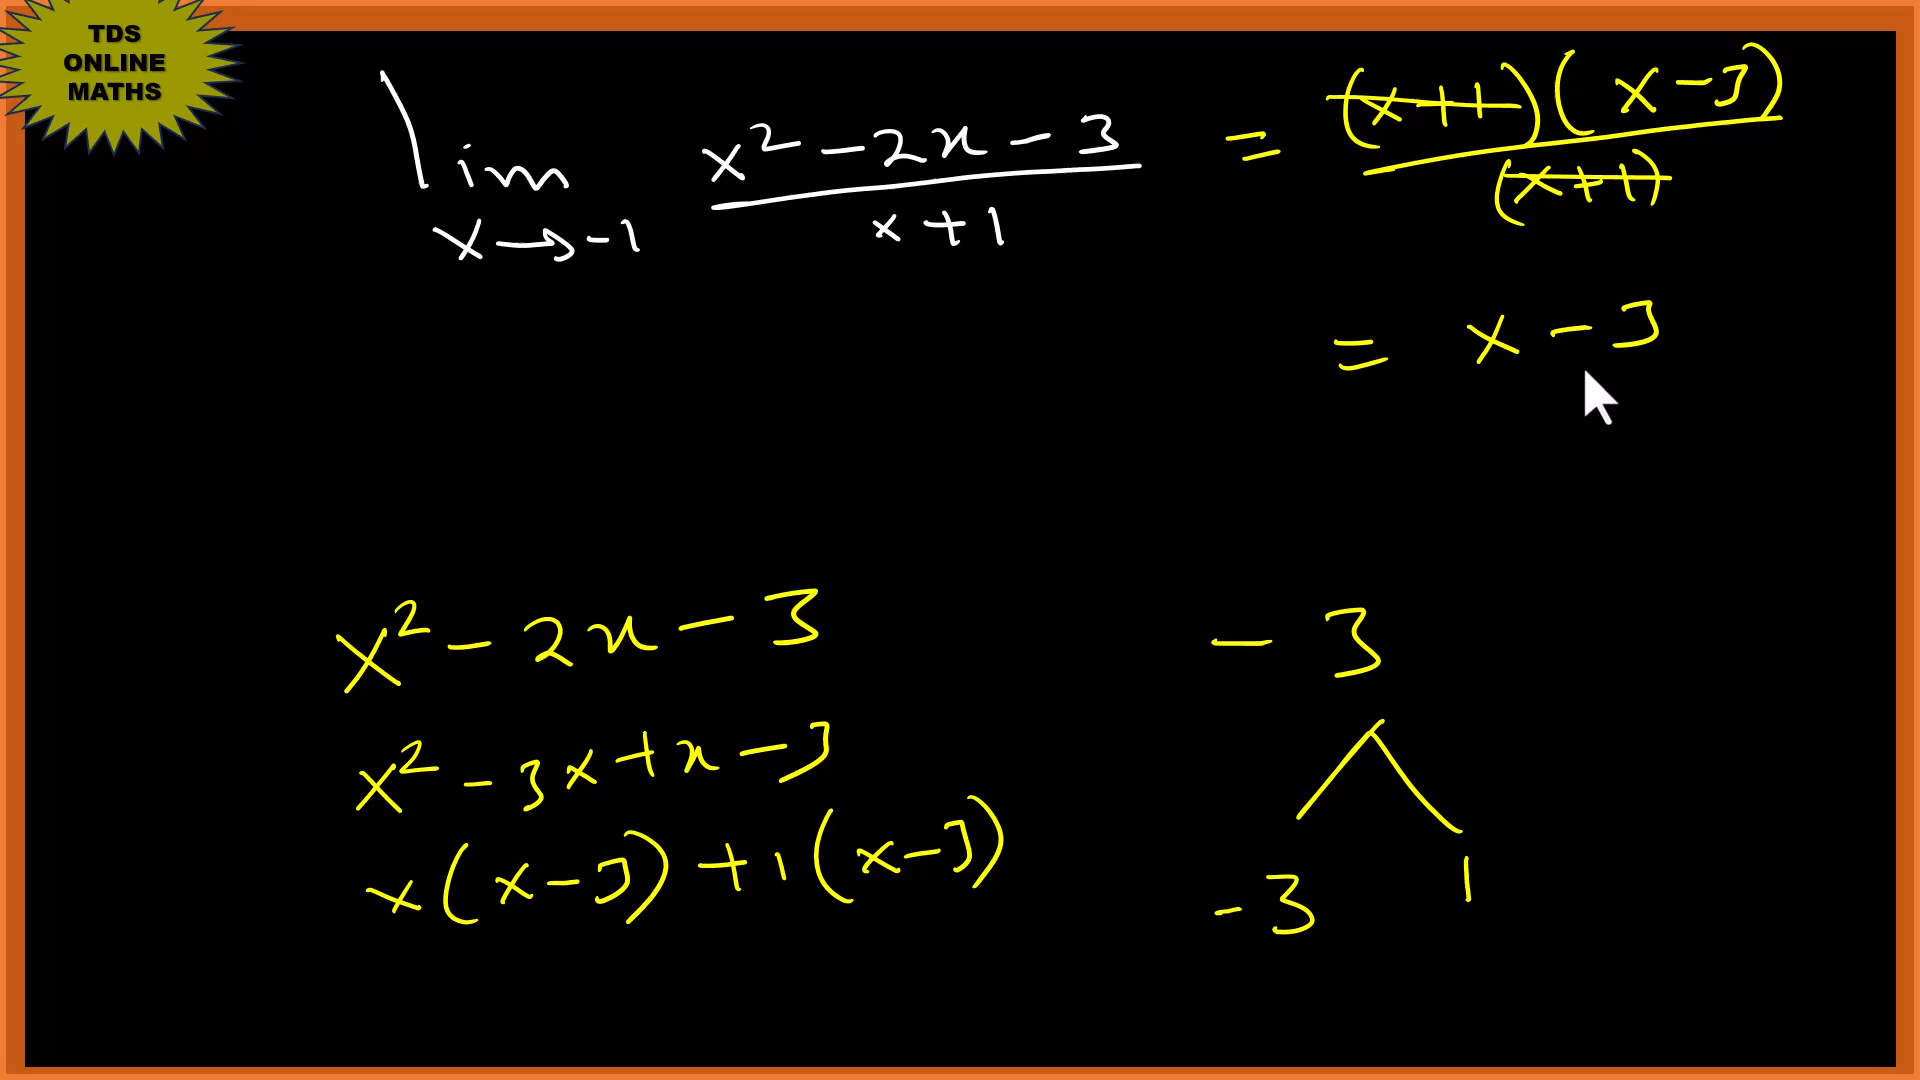 TDS
ONLINE
MATHS
lim x² - 2x - 3 = (x+1)(x-3)
x → -1 x + 1 (x+1)
= x - 3
x² - 2x - 3
- 3
x² - 3x + x - 3
x(x-3) + 1(x-3)
-3 1